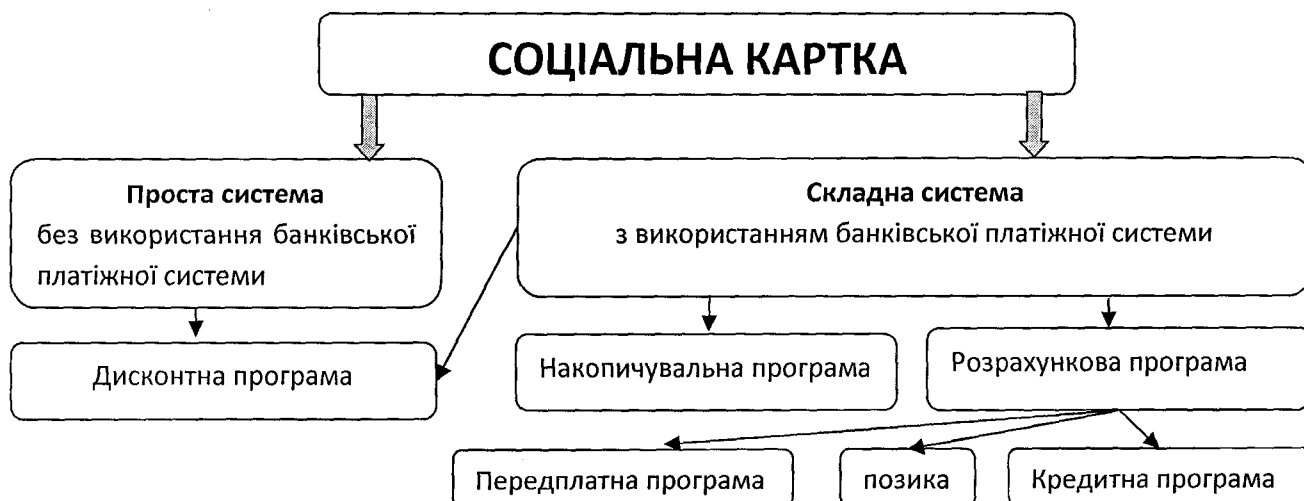 СОЦІАЛЬНА КАРТКА
Проста система
без використання банківської
платіжної системи
Складна система
з використанням банківської платіжної системи
Дисконтна програма
Накопичувальна програма
Розрахункова програма
Передплатна програма
позика
Кредитна програма